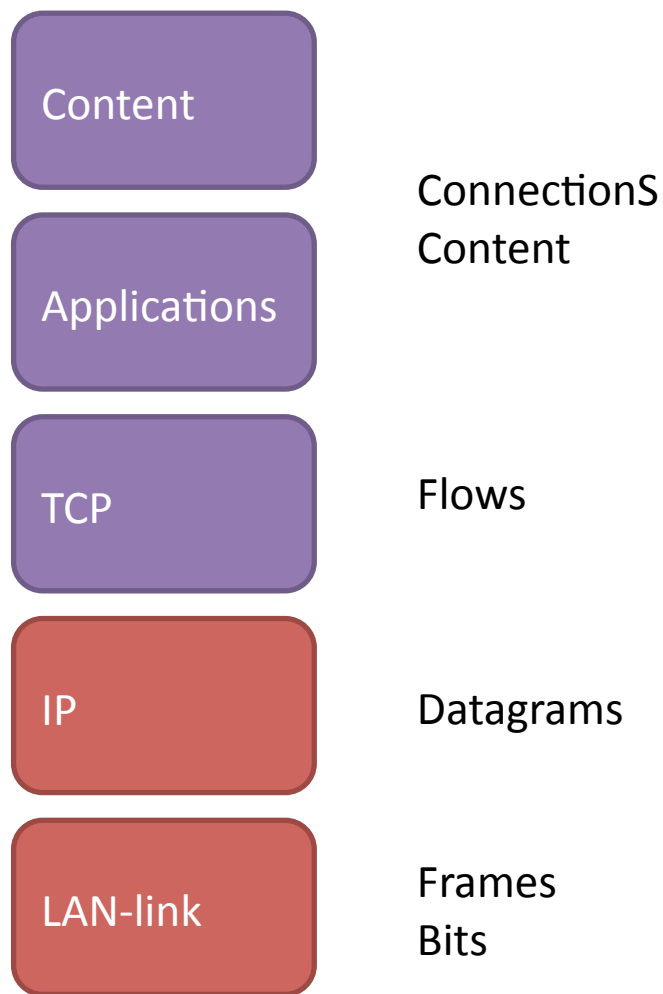 Content
ConnectionS
Content
Applications
TCP
Flows
IP
Datagrams
LAN-link
Frames
Bits